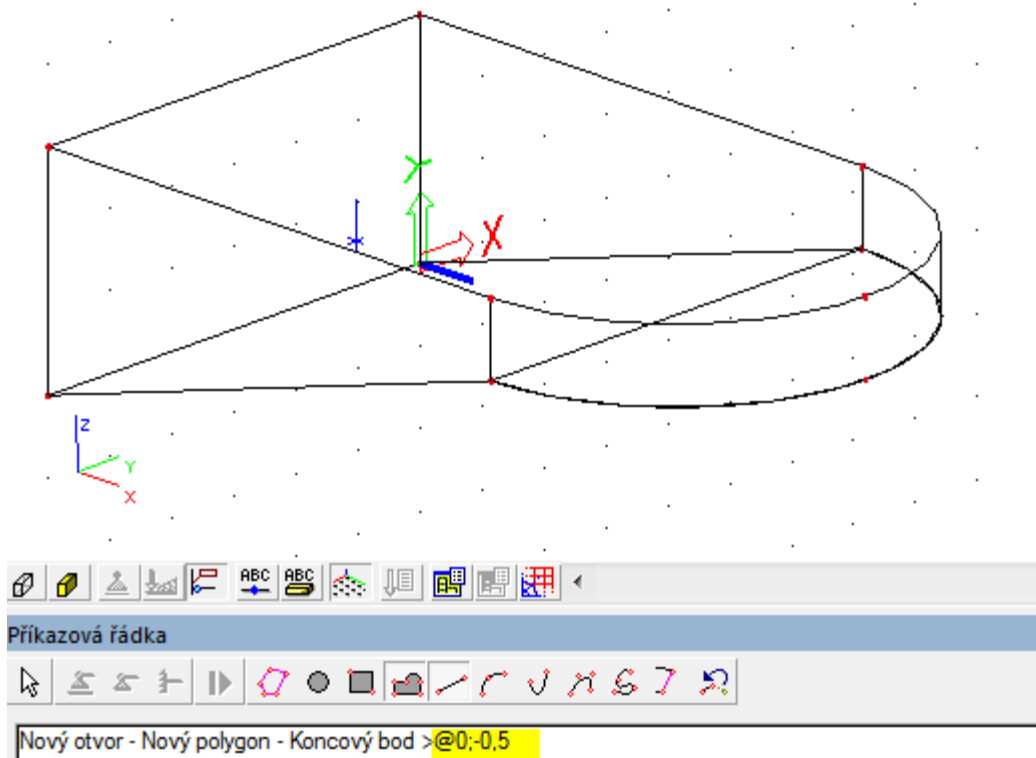 Y
X
Z
Y
X
ABC
ABC
Příkazová řádka
Nový otvor - Nový polygon - Koncový bod >@0;-0,5